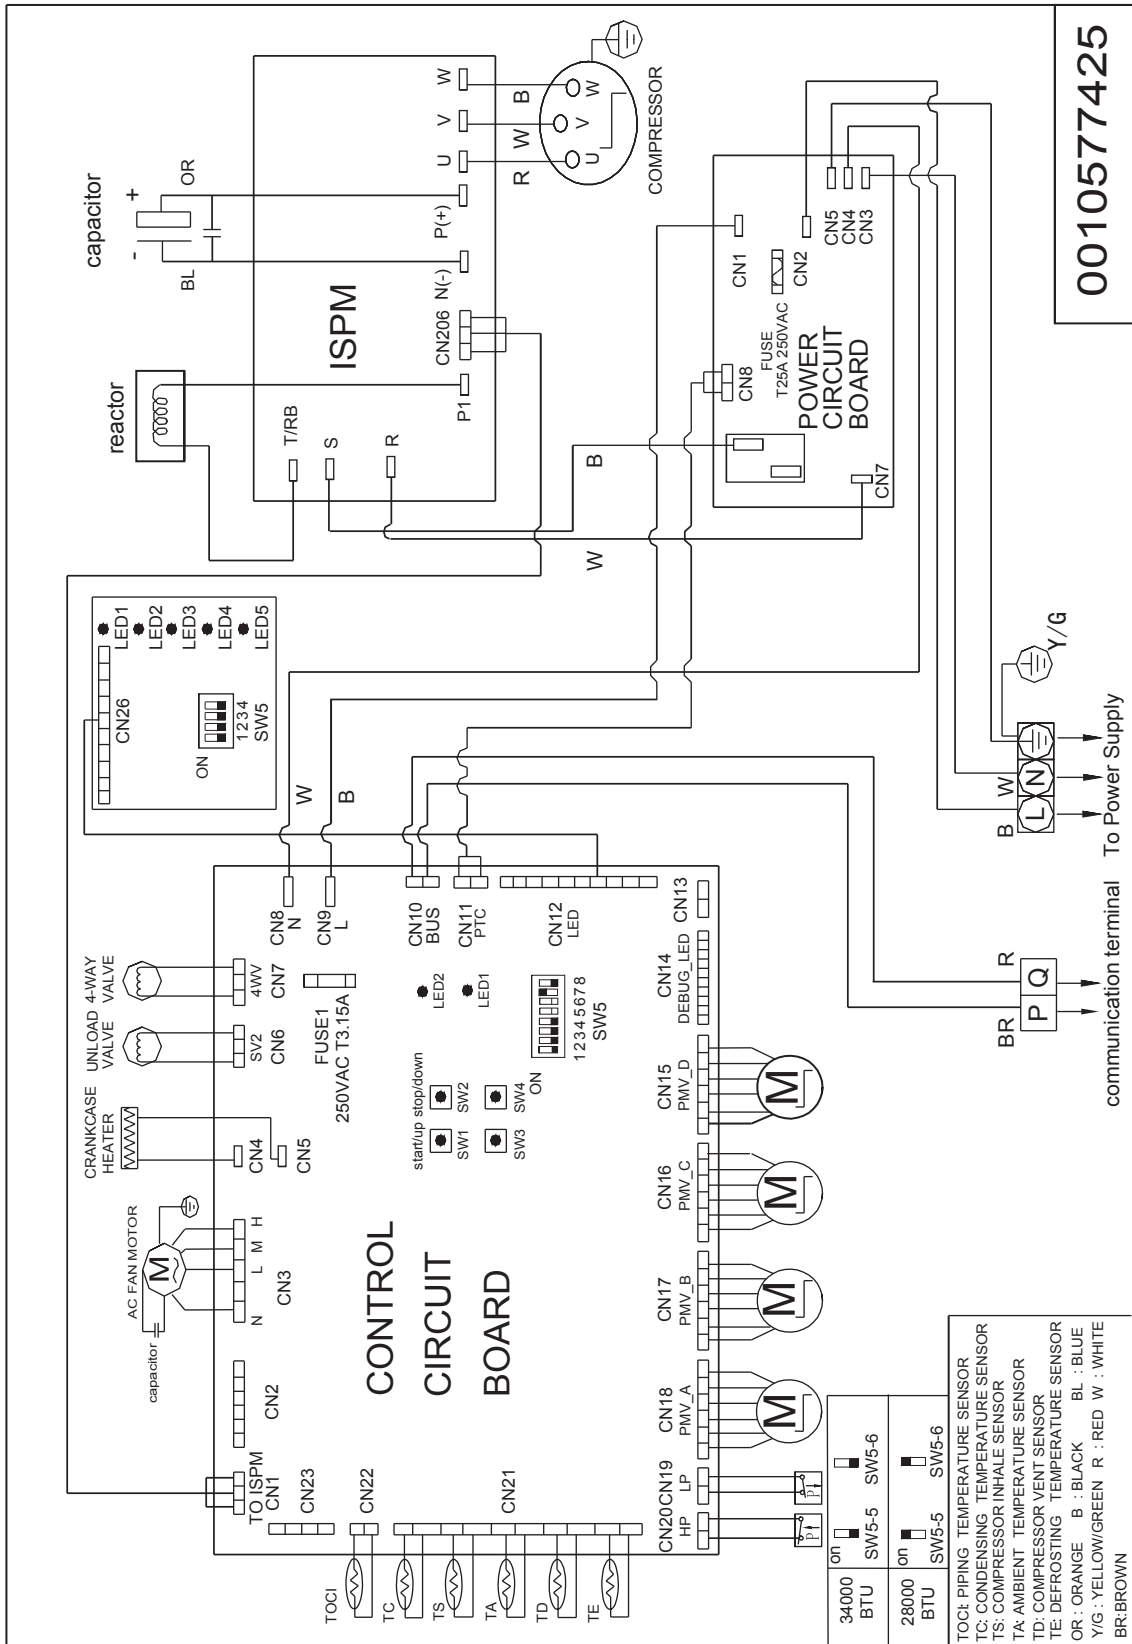 0010577425
capacitor
-
+
BL
OR
reactor
ISPM
T/RB
S
R
P1
CN206
N(-)
P(+)
U
V
W
R
W
B
U
V
W
COMPRESSOR
CN26
LED1
LED2
LED3
LED4
LED5
ON
1234
SW5
B
W
CN1
FUSE
T25A 250VAC
CN2
CN5
CN4
CN3
CN8
POWER
CIRCUIT
BOARD
CN7
W
B
capacitor
AC FAN MOTOR
M
CRANKCASE
HEATER
UNLOAD
VALVE
4-WAY
VALVE
TO ISPM
CN1
CN2
N
L
M
H
CN3
CN4
CN5
SV2
CN6
4WV
CN7
CN8
N
CN9
L
FUSE1
250VAC T3.15A
CN23
CN22
CN21
CONTROL
CIRCUIT
BOARD
start/up
stop/down
SW1
SW2
SW3
SW4
LED2
LED1
ON
12345678
SW5
CN10
BUS
CN11
PTC
CN12
LED
TOCI
TC
TS
TA
TD
TE
CN20
HP
CN19
LP
CN18
PMV_A
CN17
PMV_B
CN16
PMV_C
CN15
PMV_D
CN14
DEBUG_LED
CN13
P
P
M
M
M
M
BR
R
P
Q
communication terminal
B
W
L
N
Y/G
To Power Supply
34000
BTU
on
SW5-5
SW5-6
28000
BTU
on
SW5-5
SW5-6
TOCI: PIPING TEMPERATURE SENSOR
TC: CONDENSING TEMPERATURE SENSOR
TS: COMPRESSOR INHALE SENSOR
TA: AMBIENT TEMPERATURE SENSOR
TD: COMPRESSOR VENT SENSOR
TE: DEFROSTING TEMPERATURE SENSOR
OR : ORANGE B : BLACK BL : BLUE
Y/G : YELLOW/GREEN R : RED W : WHITE
BR:BROWN